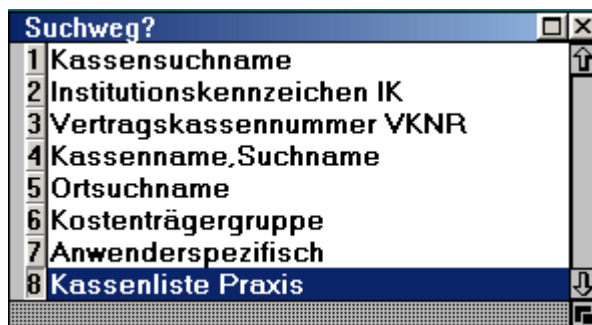 Suchweg?
1 Kassensuchname
2 Institutionskennzeichen IK
3 Vertragskassennummer VKNR
4 Kassenname,Suchname
5 Ortsuchname
6 Kostenträgergruppe
7 Anwenderspezifisch
8 Kassenliste Praxis